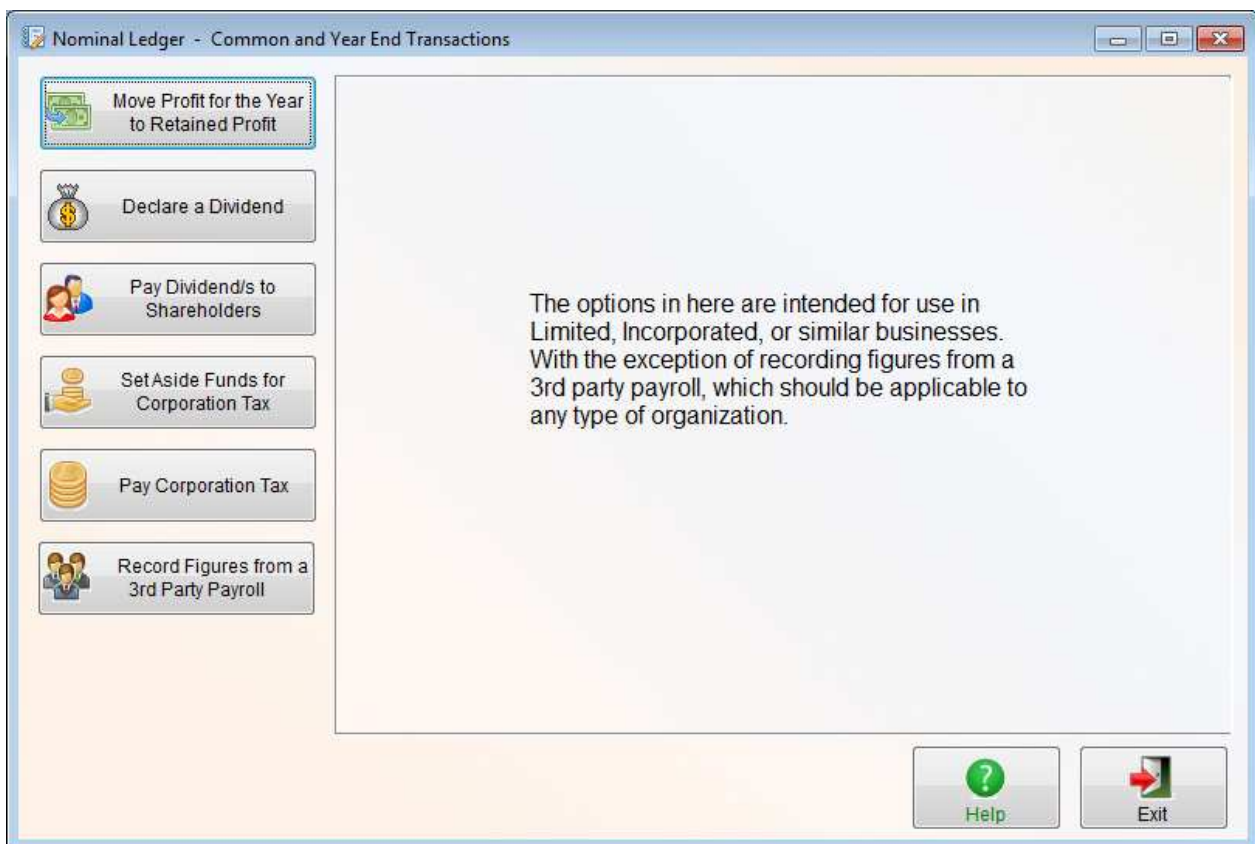 Nominal Ledger - Common and Year End Transactions
Move Profit for the Year
to Retained Profit
Declare a Dividend
Pay Dividend/s to
Shareholders
Set Aside Funds for
Corporation Tax
Pay Corporation Tax
Record Figures from a
3rd Party Payroll
The options in here are intended for use in
Limited, Incorporated, or similar businesses.
With the exception of recording figures from a
3rd party payroll, which should be applicable to
any type of organization.
Help
Exit